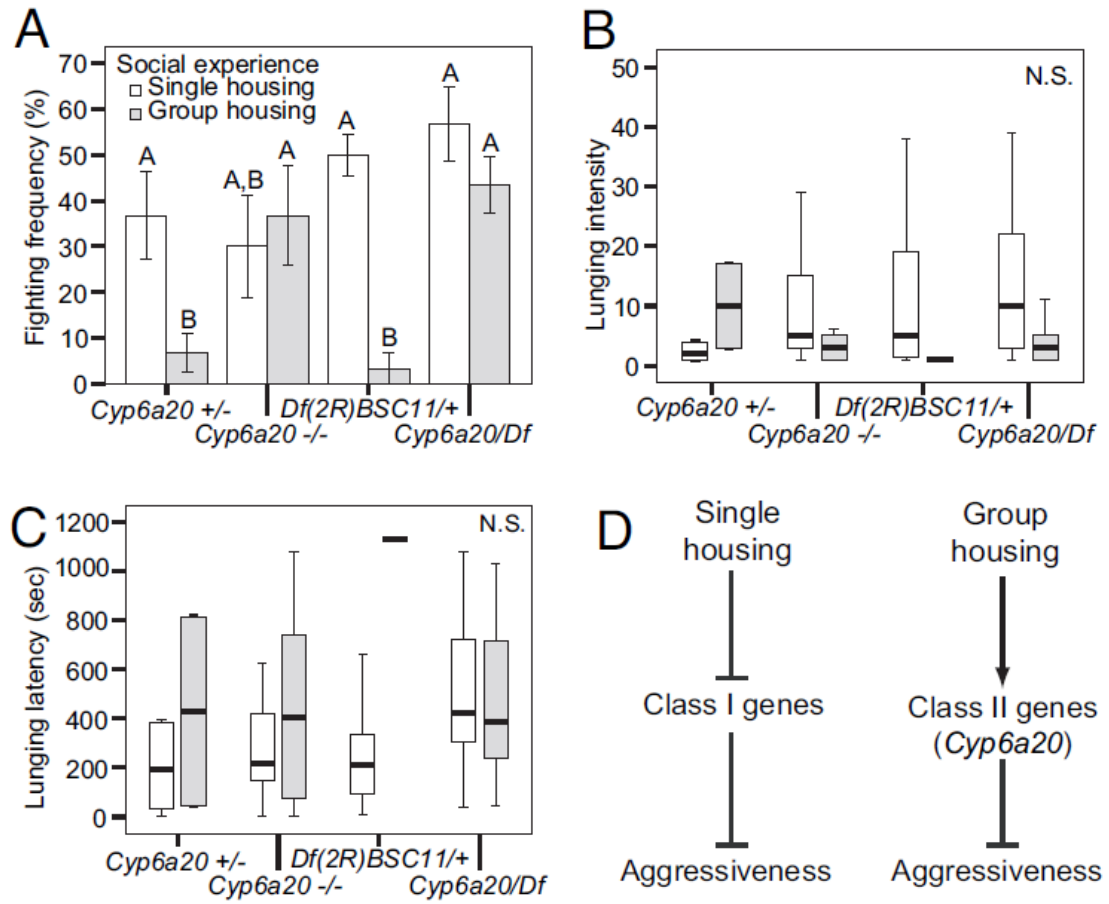 A
Fighting frequency (%)
70
60
50
40
30
20
10
0
Social experience
Single housing
Group housing
A
B
A,B
A
A
B
A
A
Cyp6a20 +/-
Cyp6a20 -/-
Df(2R)BSC11/+
Cyp6a20/Df
B
Lunging intensity
50
40
30
20
10
0
N.S.
Cyp6a20 +/-
Cyp6a20 -/-
Df(2R)BSC11/+
Cyp6a20/Df
C
Lunging latency (sec)
1200
1000
800
600
400
200
0
N.S.
Cyp6a20 +/-
Cyp6a20 -/-
Df(2R)BSC11/+
Cyp6a20/Df
D
Single
housing
Class I genes
Aggressiveness
Group
housing
Class II genes
(Cyp6a20)
Aggressiveness